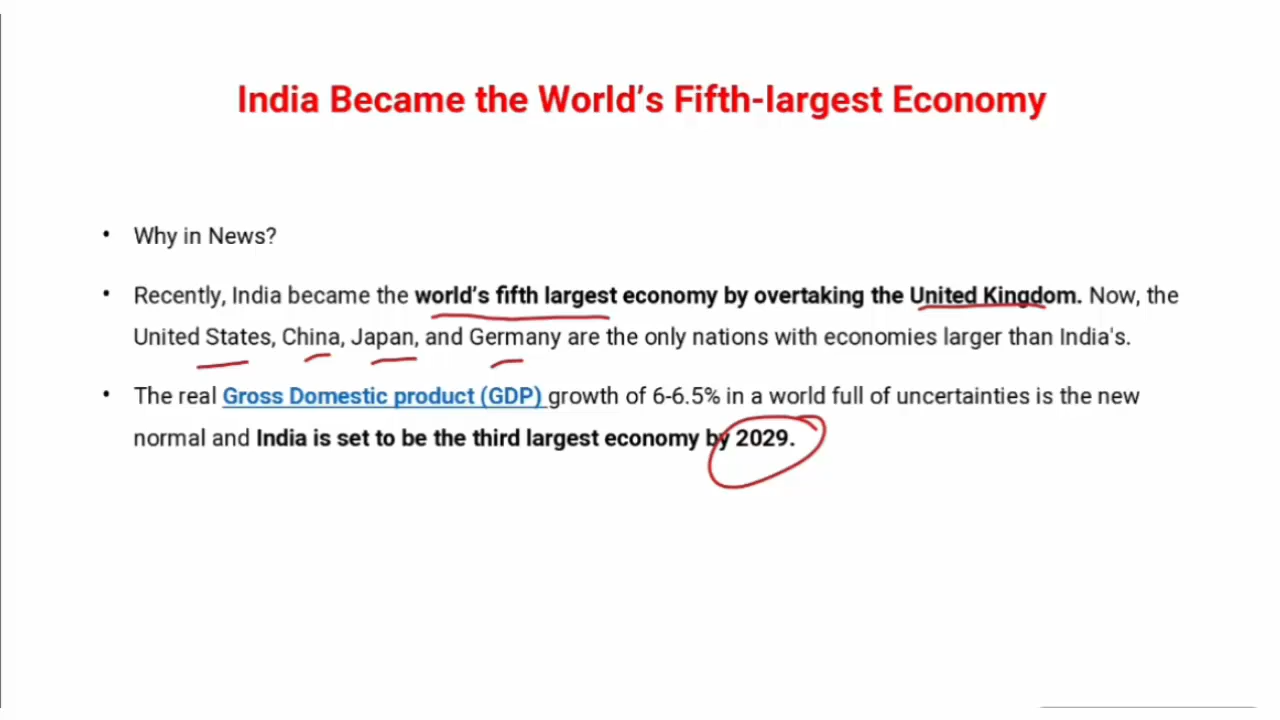 India Became the World’s Fifth-largest Economy
• Why in News?
• Recently, India became the world’s fifth largest economy by overtaking the United Kingdom. Now, the
United States, China, Japan, and Germany are the only nations with economies larger than India's.
• The real Gross Domestic product (GDP) growth of 6-6.5% in a world full of uncertainties is the new
normal and India is set to be the third largest economy by 2029.